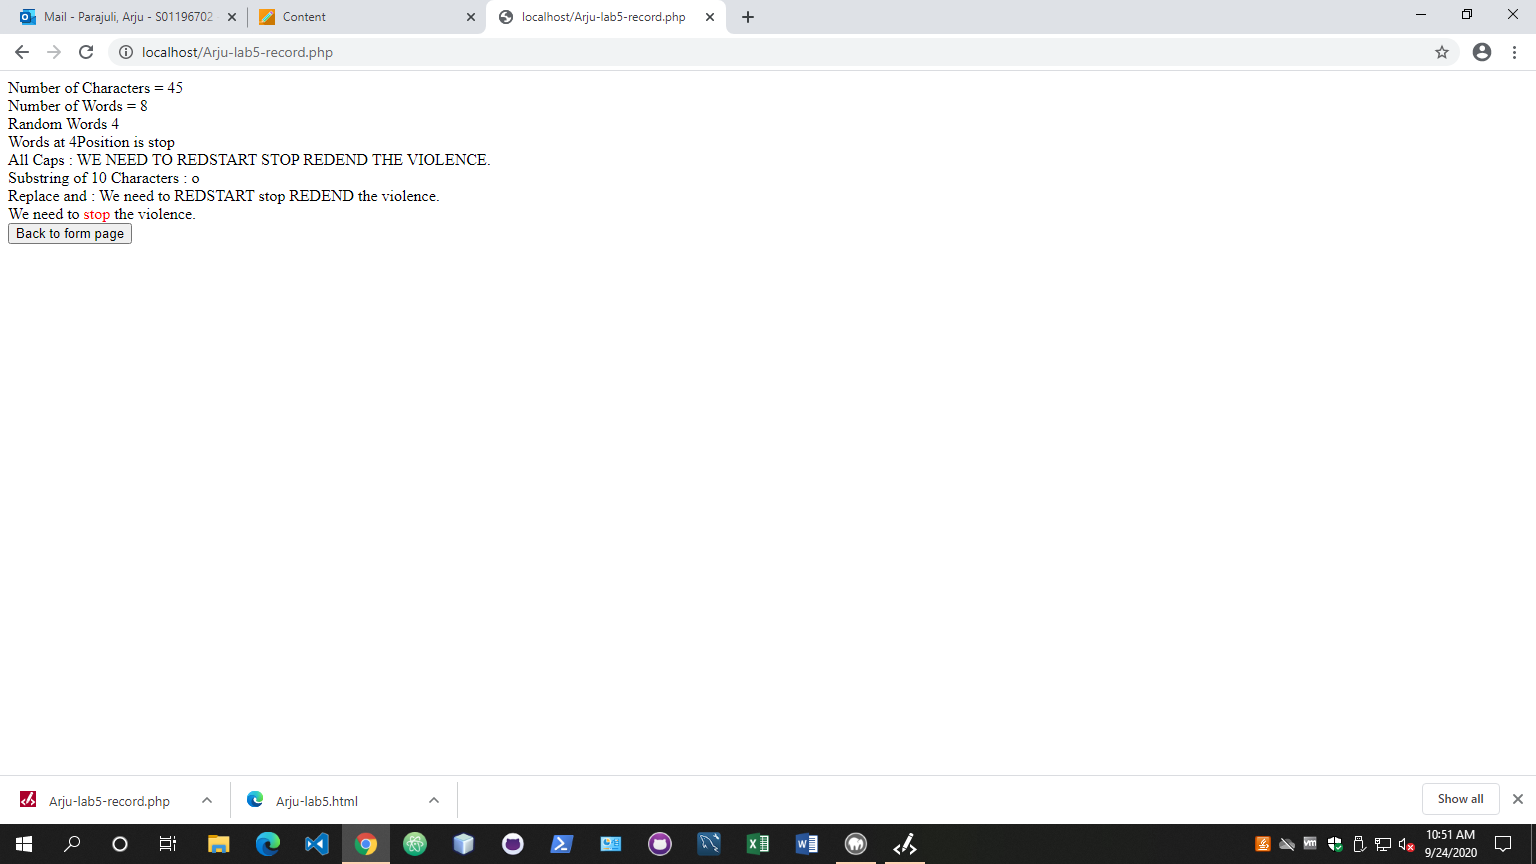 Mail - Parajuli, Arju - S01196702
Content
localhost/Arju-lab5-record.php
localhost/Arju-lab5-record.php
Number of Characters = 45
Number of Words = 8
Random Words 4
Words at 4Position is stop
All Caps : WE NEED TO REDSTART STOP REDEND THE VIOLENCE.
Substring of 10 Characters : o
Replace and : We need to REDSTART stop REDEND the violence.
We need to stop the violence.
Back to form page
Arju-lab5-record.php
Arju-lab5.html
Show all
10:51 AM
9/24/2020